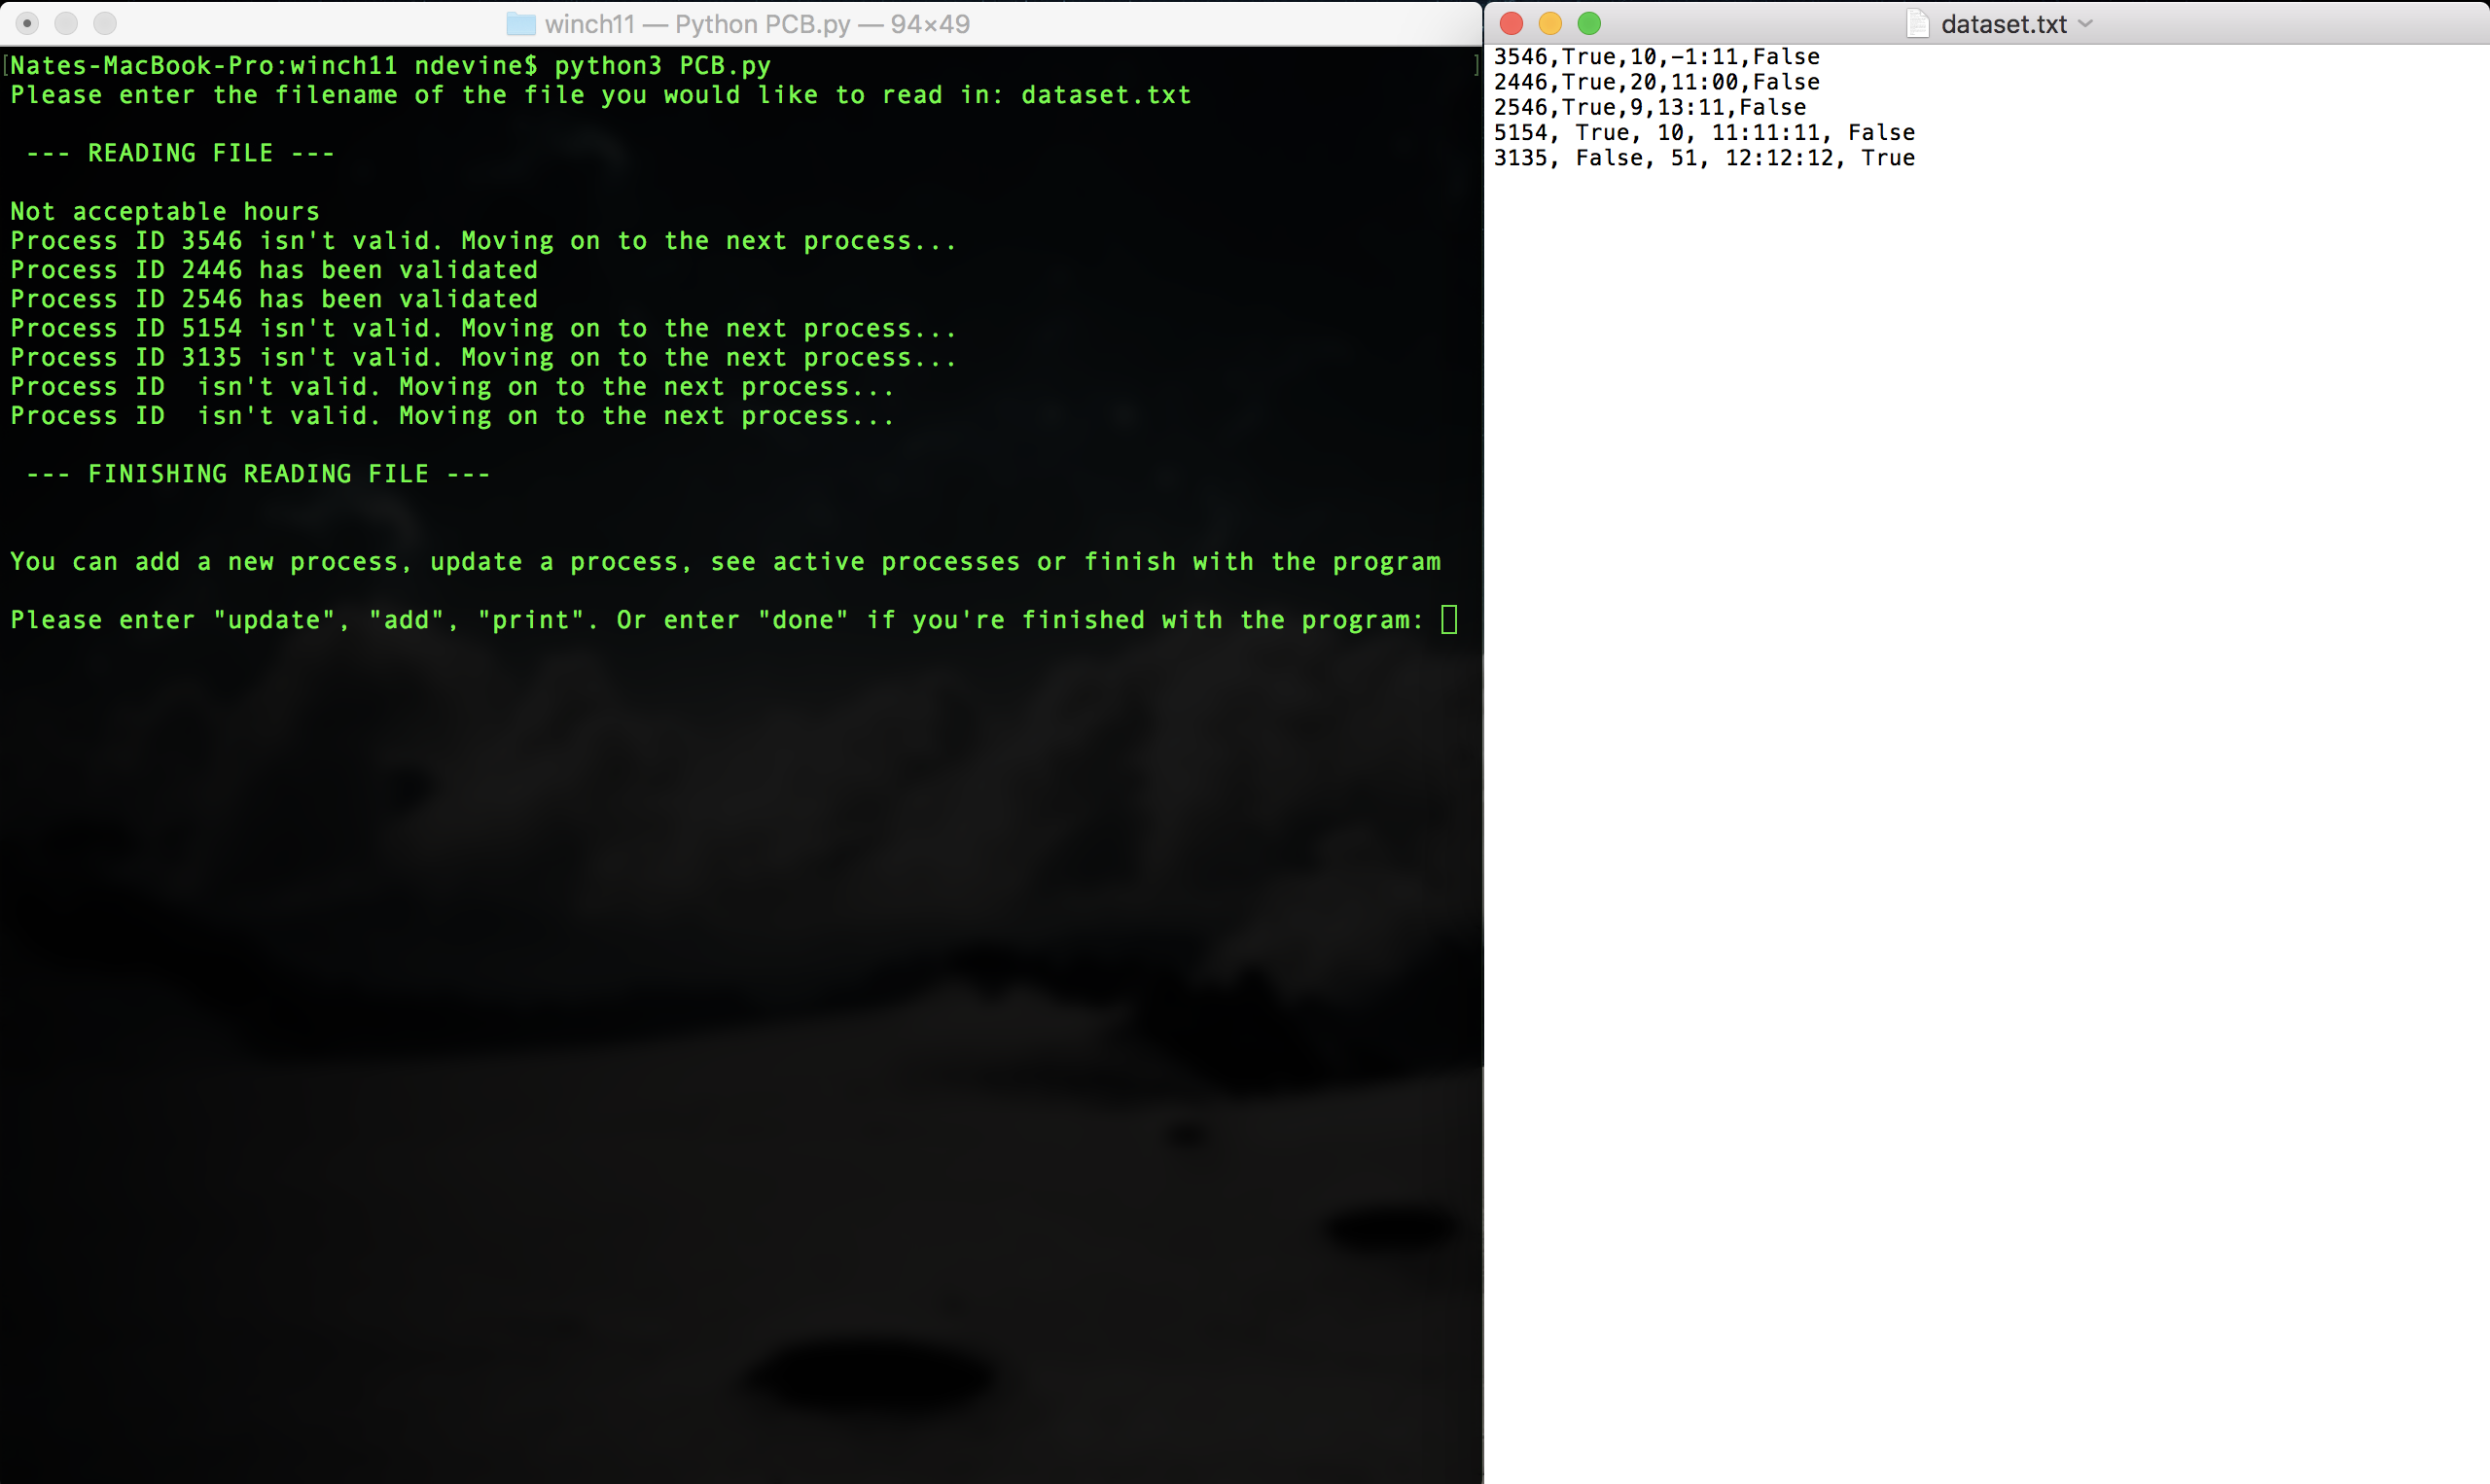 winch11 — Python PCB.py — 94×49
[Nates-MacBook-Pro:winch11 ndevine$ python3 PCB.py ]
Please enter the filename of the file you would like to read in: dataset.txt
--- READING FILE ---
Not acceptable hours
Process ID 3546 isn't valid. Moving on to the next process...
Process ID 2446 has been validated
Process ID 2546 has been validated
Process ID 5154 isn't valid. Moving on to the next process...
Process ID 3135 isn't valid. Moving on to the next process...
Process ID  isn't valid. Moving on to the next process...
Process ID  isn't valid. Moving on to the next process...
--- FINISHING READING FILE ---
You can add a new process, update a process, see active processes or finish with the program
Please enter "update", "add", "print". Or enter "done" if you're finished with the program:
dataset.txt
3546,True,10,-1:11,False
2446,True,20,11:00,False
2546,True,9,13:11,False
5154, True, 10, 11:11:11, False
3135, False, 51, 12:12:12, True